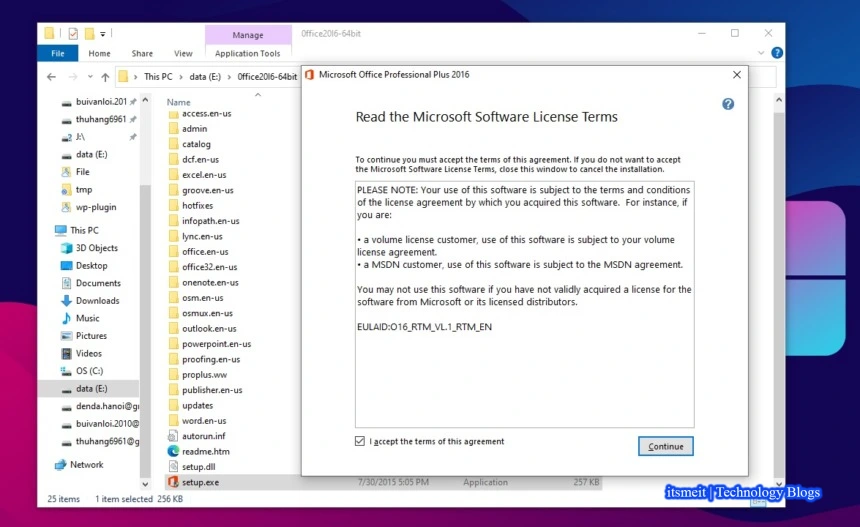 Manage
0ffice20l6-64bit
File
Home
Share
View
Application Tools
This PC
data (E:)
0ffice20l6-64bit
buivanloi.201
thuhang6961
J:\
data (E:)
File
tmp
wp-plugin
This PC
3D Objects
Desktop
Documents
Downloads
Music
Pictures
Videos
OS (C:)
data (E:)
denda.hanoi@g
buivanloi.2010@
thuhang6961@g
Network
Name
access.en-us
admin
catalog
dcf.en-us
excel.en-us
groove.en-us
hotfixes
infopath.en-us
lync.en-us
office.en-us
office32.en-us
onenote.en-us
osm.en-us
osmux.en-us
outlook.en-us
powerpoint.en-us
proofing.en-us
proplus.ww
publisher.en-us
updates
word.en-us
autorun.inf
readme.htm
setup.dll
setup.exe 7/30/2015 5:05 PM Application 257 KB
25 items 1 item selected 256 KB
Microsoft Office Professional Plus 2016
Read the Microsoft Software License Terms
To continue you must accept the terms of this agreement. If you do not want to accept
the Microsoft Software License Terms, close this window to cancel the installation.
PLEASE NOTE: Your use of this software is subject to the terms and conditions
of the license agreement by which you acquired this software. For instance, if
you are:
• a volume license customer, use of this software is subject to your volume
license agreement.
• a MSDN customer, use of this software is subject to the MSDN agreement.
You may not use this software if you have not validly acquired a license for the
software from Microsoft or its licensed distributors.
EULAID:O16_RTM_VL.1_RTM_EN
I accept the terms of this agreement
Continue
itsmeit | Technology Blogs